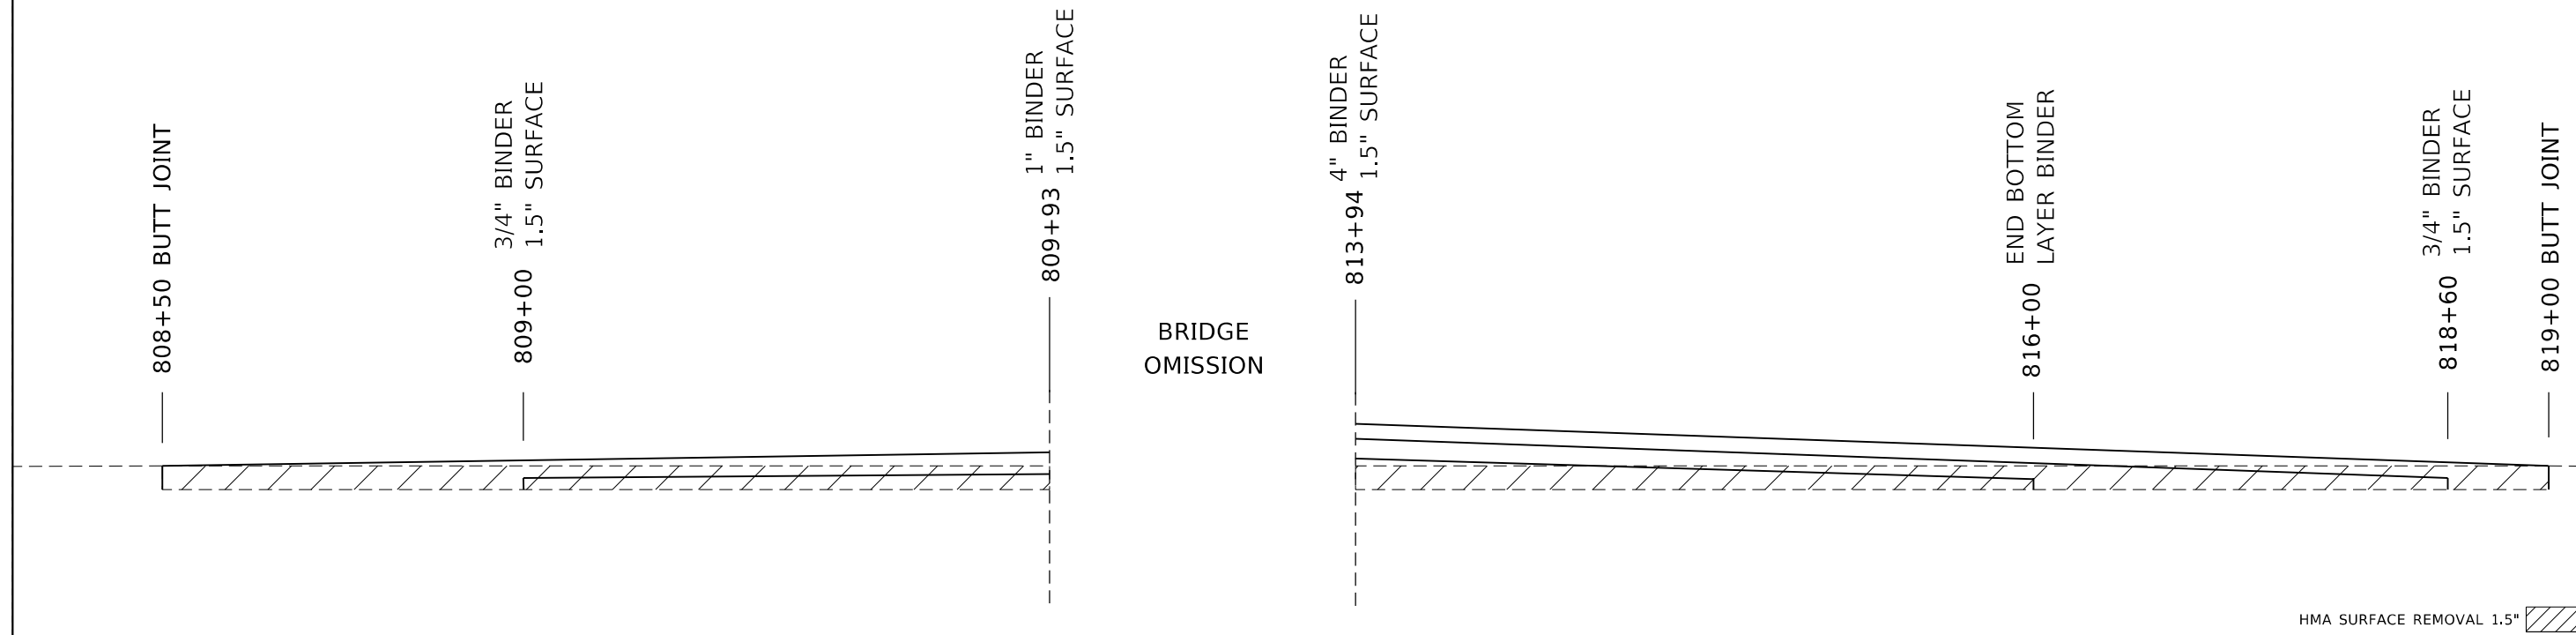 808+50 BUTT JOINT
3/4" BINDER
1.5" SURFACE
809+00
1" BINDER
1.5" SURFACE
809+93
BRIDGE
OMISSION
4" BINDER
1.5" SURFACE
813+94
END BOTTOM
LAYER BINDER
816+00
3/4" BINDER
1.5" SURFACE
818+60
819+00 BUTT JOINT
HMA SURFACE REMOVAL 1.5"